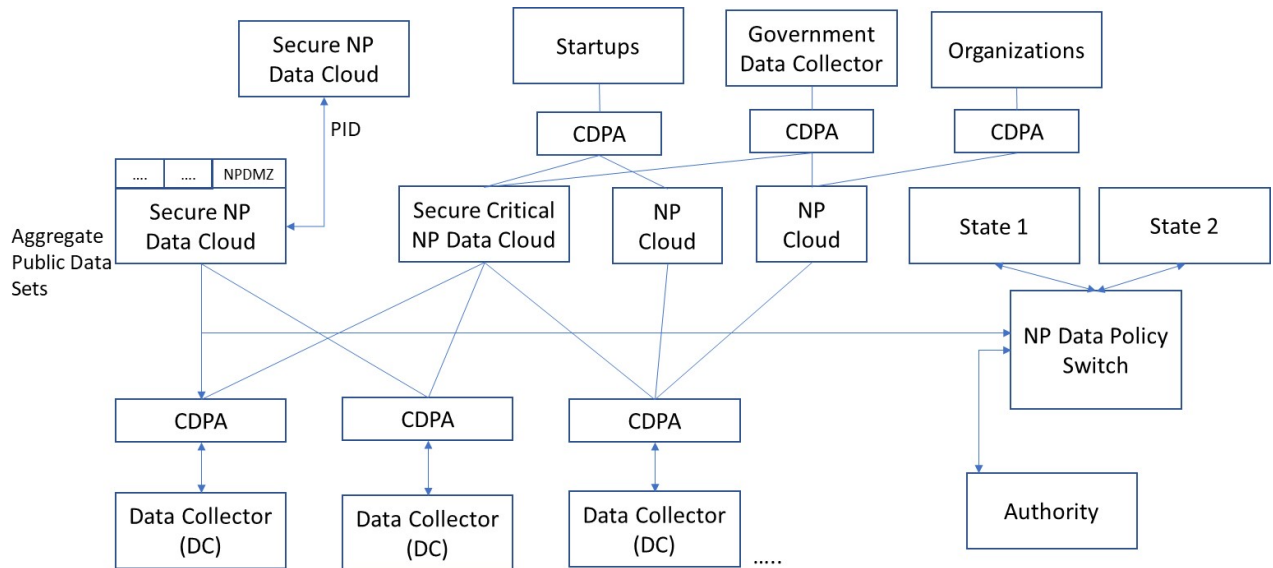 Secure NP
Data Cloud
Startups
Government
Data Collector
Organizations
PID
CDPA
CDPA
CDPA
....
....
NPDMZ
Secure NP
Data Cloud
Aggregate
Public Data
Sets
Secure Critical
NP Data Cloud
NP
Cloud
NP
Cloud
State 1
State 2
NP Data Policy
Switch
CDPA
CDPA
CDPA
Data Collector
(DC)
Data Collector
(DC)
Data Collector
(DC)
.....
Authority